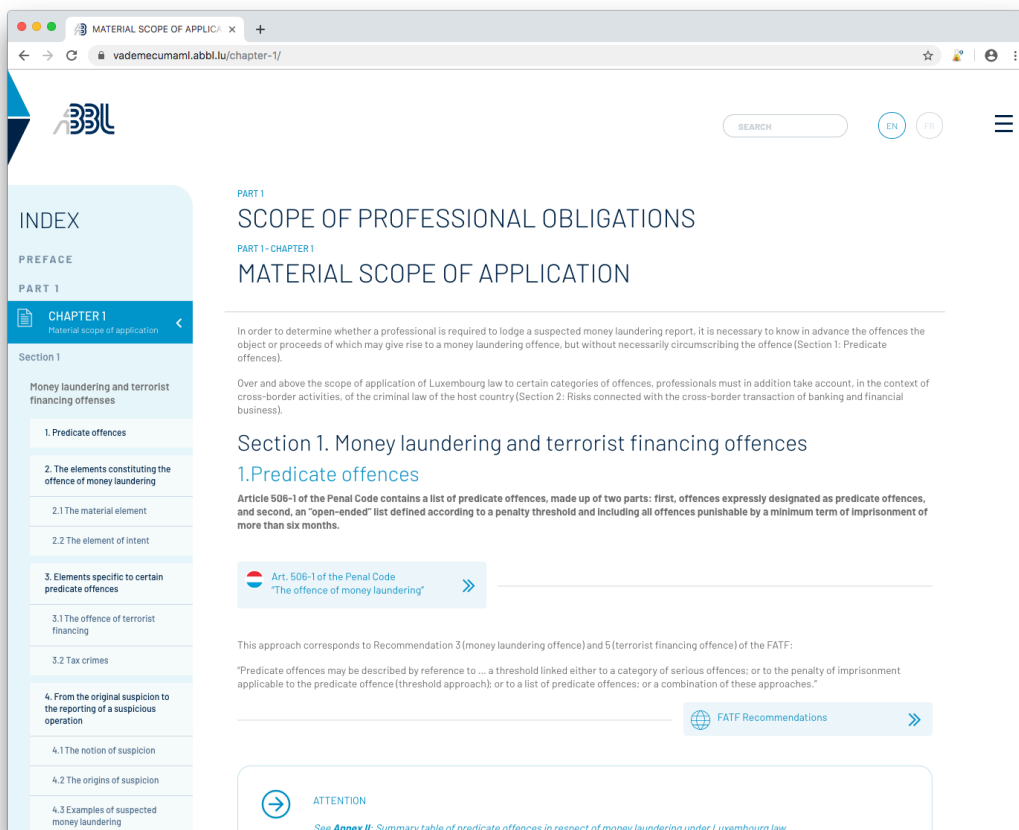 MATERIAL SCOPE OF APPLICA
vademecumaml.abbl.lu/chapter-1/
ABBL
SEARCH
EN
FR
INDEX
PREFACE
PART 1
CHAPTER 1
Material scope of application
Section 1
Money laundering and terrorist
financing offenses
1. Predicate offences
2. The elements constituting the
offence of money laundering
2.1 The material element
2.2 The element of intent
3. Elements specific to certain
predicate offences
3.1 The offence of terrorist
financing
3.2 Tax crimes
4. From the original suspicion to
the reporting of a suspicious
operation
4.1 The notion of suspicion
4.2 The origins of suspicion
4.3 Examples of suspected
money laundering
PART 1
SCOPE OF PROFESSIONAL OBLIGATIONS
PART 1 - CHAPTER 1
MATERIAL SCOPE OF APPLICATION
In order to determine whether a professional is required to lodge a suspected money laundering report, it is necessary to know in advance the offences the
object or proceeds of which may give rise to a money laundering offence, but without necessarily circumscribing the offence (Section 1: Predicate
offences).
Over and above the scope of application of Luxembourg law to certain categories of offences, professionals must in addition take account, in the context of
cross-border activities, of the criminal law of the host country (Section 2: Risks connected with the cross-border transaction of banking and financial
business).
Section 1. Money laundering and terrorist financing offences
1.Predicate offences
Article 506-1 of the Penal Code contains a list of predicate offences, made up of two parts: first, offences expressly designated as predicate offences,
and second, an "open-ended" list defined according to a penalty threshold and including all offences punishable by a minimum term of imprisonment of
more than six months.
Art. 506-1 of the Penal Code
"The offence of money laundering"
This approach corresponds to Recommendation 3 (money laundering offence) and 5 (terrorist financing offence) of the FATF:
"Predicate offences may be described by reference to ... a threshold linked either to a category of serious offences; or to the penalty of imprisonment
applicable to the predicate offence (threshold approach); or to a list of predicate offences; or a combination of these approaches."
FATF Recommendations
ATTENTION
See Annex II: Summary table of predicate offences in respect of money laundering under Luxembourg law